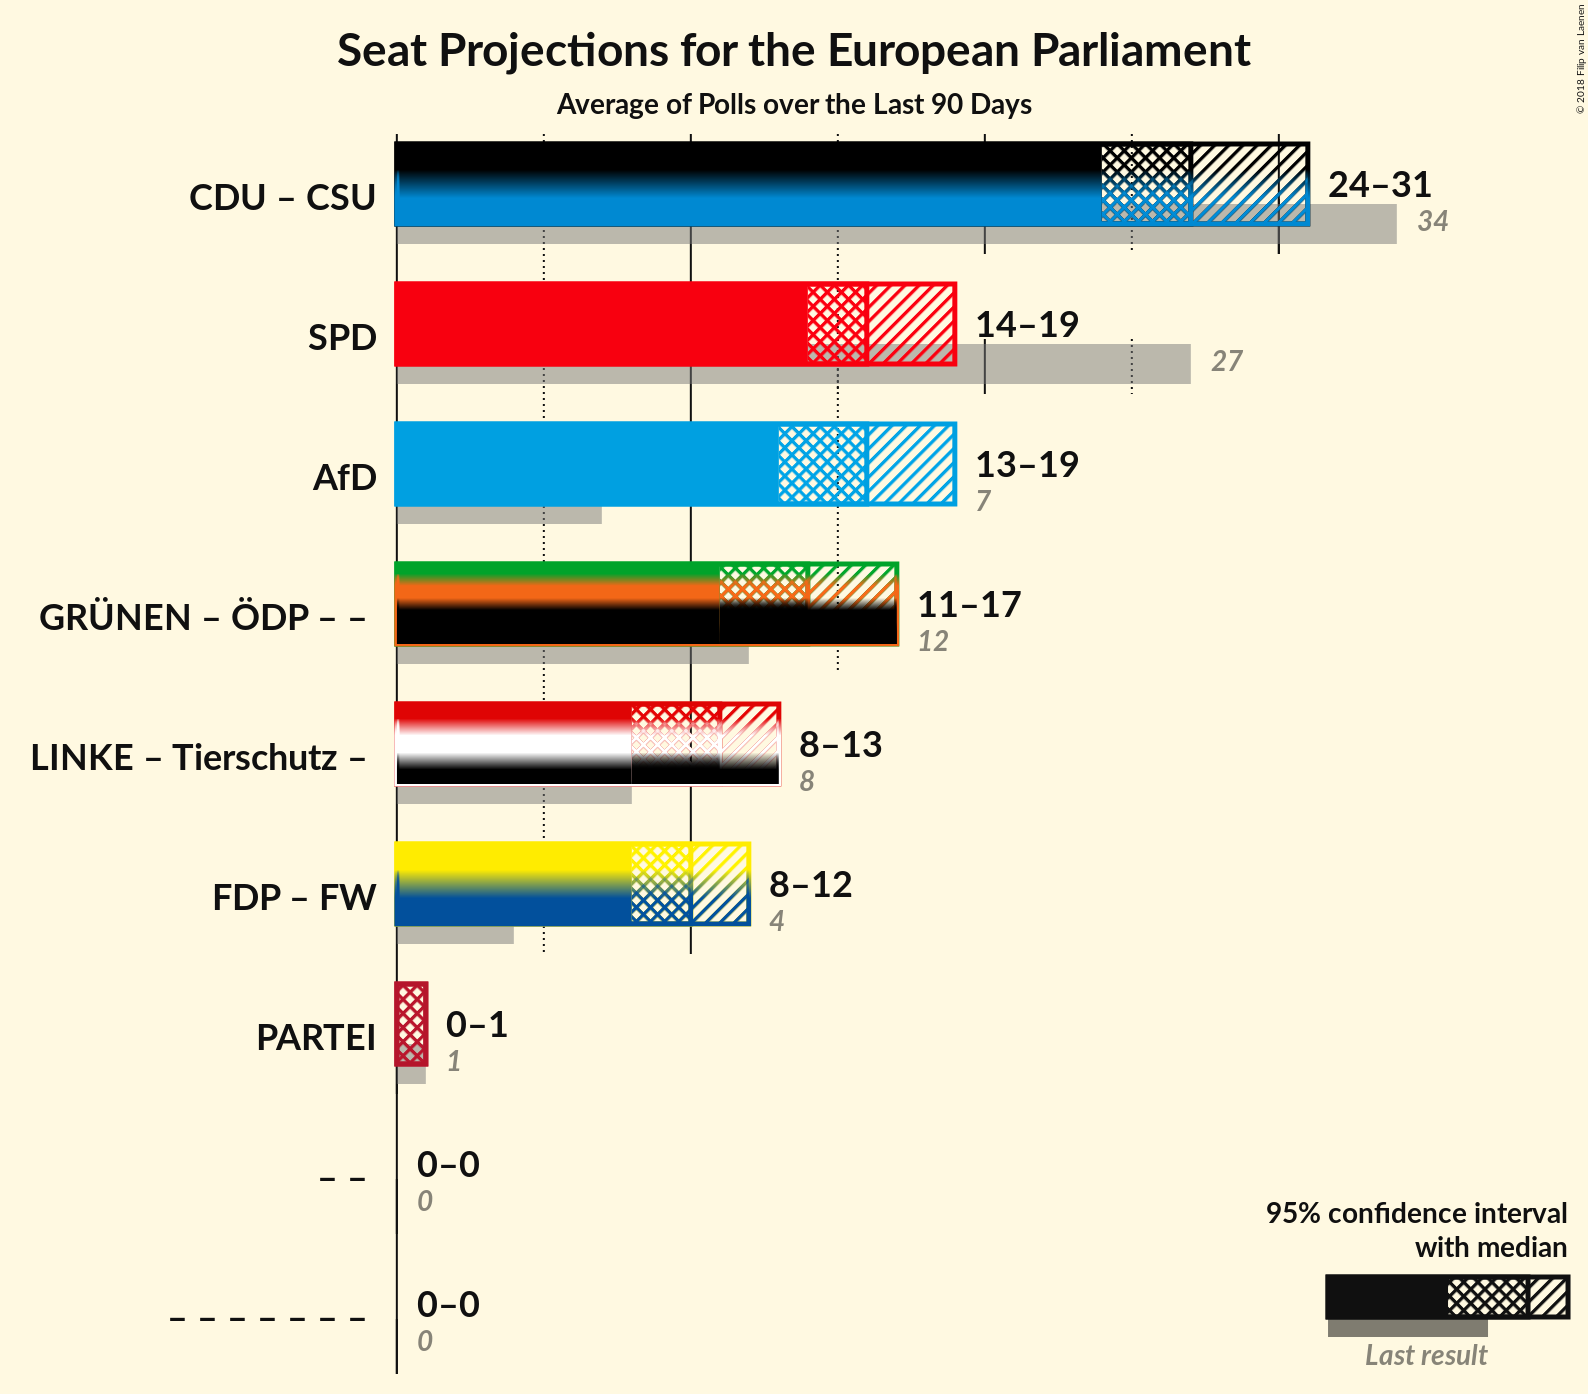 Seat Projections for the European Parliament
Average of Polls over the Last 90 Days
© 2018 Filip van Laenen
CDU – CSU
24–31
34
SPD
14–19
27
AfD
13–19
7
GRÜNEN – ÖDP – –
11–17
12
LINKE – Tierschutz –
8–13
8
FDP – FW
8–12
4
PARTEI
0–1
1
– –
0–0
0
– – – – – – –
0–0
0
95% confidence interval
with median
Last result